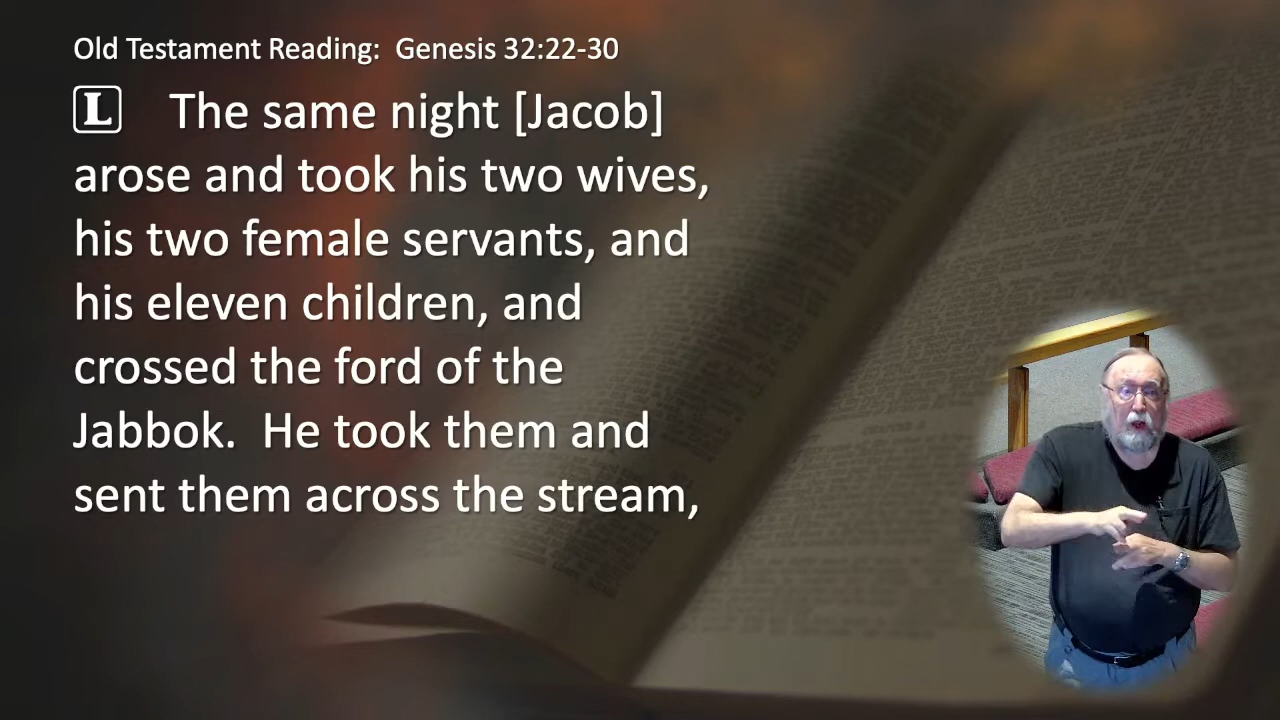 Old Testament Reading:  Genesis 32:22-30
L The same night [Jacob]
arose and took his two wives,
his two female servants, and
his eleven children, and
crossed the ford of the
Jabbok.  He took them and
sent them across the stream,